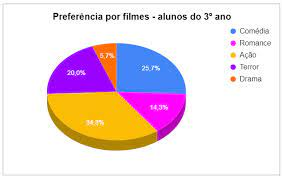 Preferência por filmes - alunos do 3º ano
Comédia
Romance
Ação
Terror
Drama
5,7%
20,0%
25,7%
14,3%
34,3%